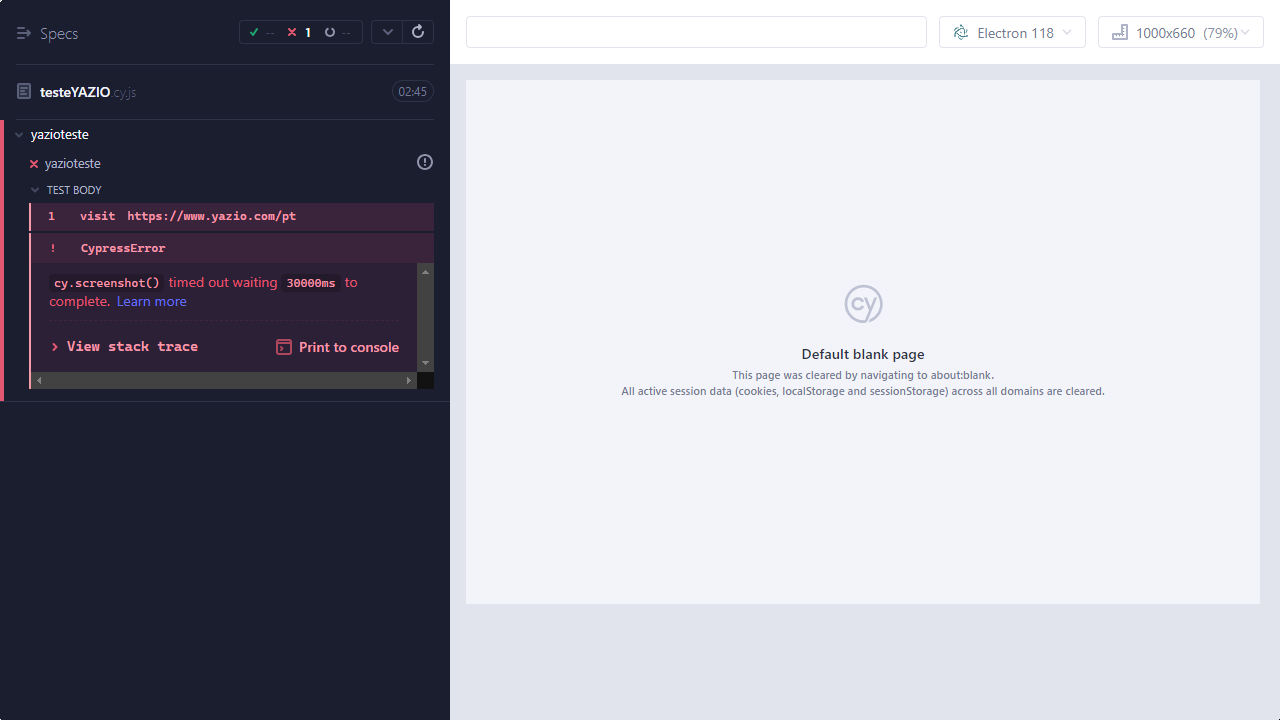 Specs
-- 1 --
testeYAZIO.cy.js 02:45
yazioteste
yazioteste
TEST BODY
1 visit https://www.yazio.com/pt
! CypressError
cy.screenshot() timed out waiting 30000ms to
complete. Learn more
View stack trace
Print to console
Electron 118
1000x660 (79%)
cy
Default blank page
This page was cleared by navigating to about:blank.
All active session data (cookies, localStorage and sessionStorage) across all domains are cleared.